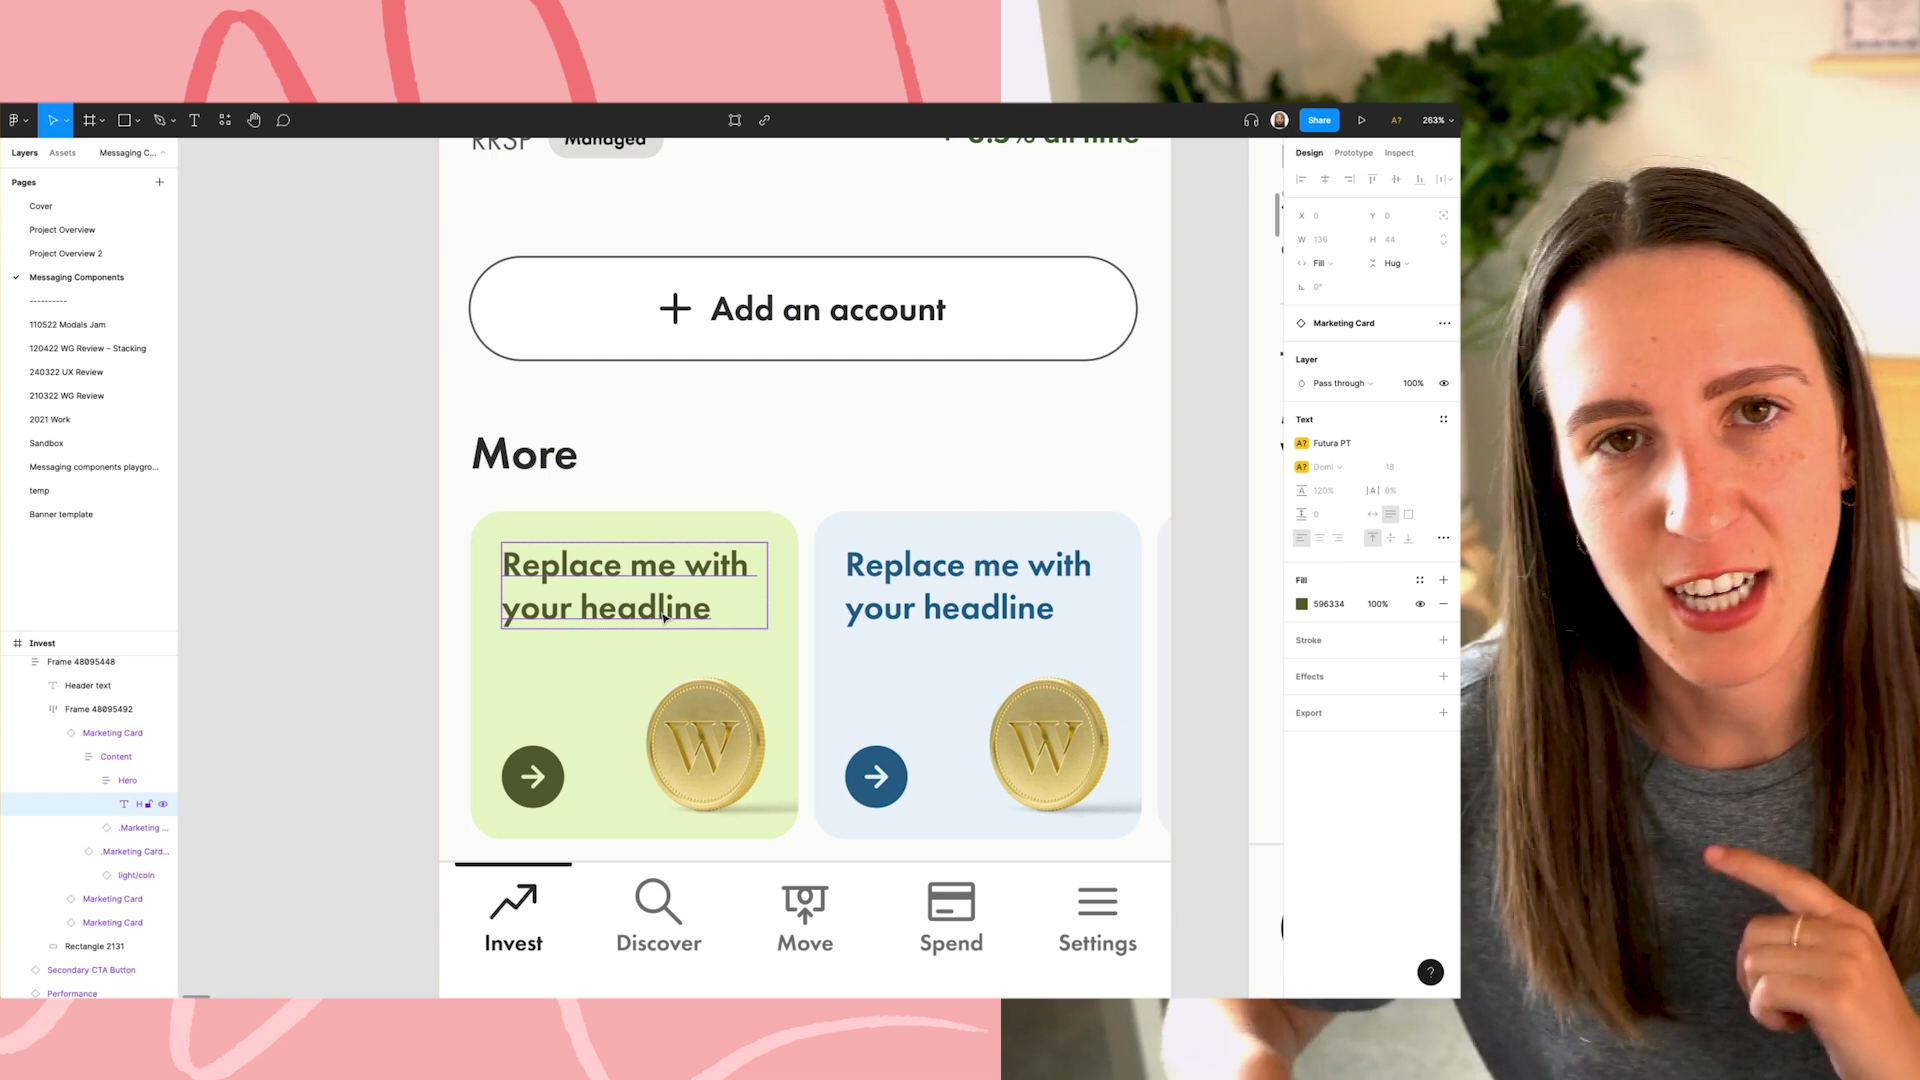 Share
A?
263%
Layers
Assets
Messaging C...
Pages
Cover
Project Overview
Project Overview 2
Messaging Components
----------
110522 Modals Jam
120422 WG Review – Stacking
240322 UX Review
210322 WG Review
2021 Work
Sandbox
Messaging components playgro...
temp
Banner template
Invest
Frame 48095448
Header text
Frame 48095492
Marketing Card
Content
Hero
H
.Marketing ...
.Marketing Card...
light/coin
Marketing Card
Marketing Card
Rectangle 2131
Secondary CTA Button
Performance
RRSP
Managed
Add an account
More
Replace me with
your headline
W
Replace me with
your headline
W
Invest
Discover
Move
Spend
Settings
Design
Prototype
Inspect
X 0
Y 0
W 136
H 44
Fill
Hug
0°
Marketing Card
Layer
Pass through
100%
Text
A? Futura PT
A? Demi
18
120%
|A| 0%
0
Fill
596334
100%
Stroke
Effects
Export
?